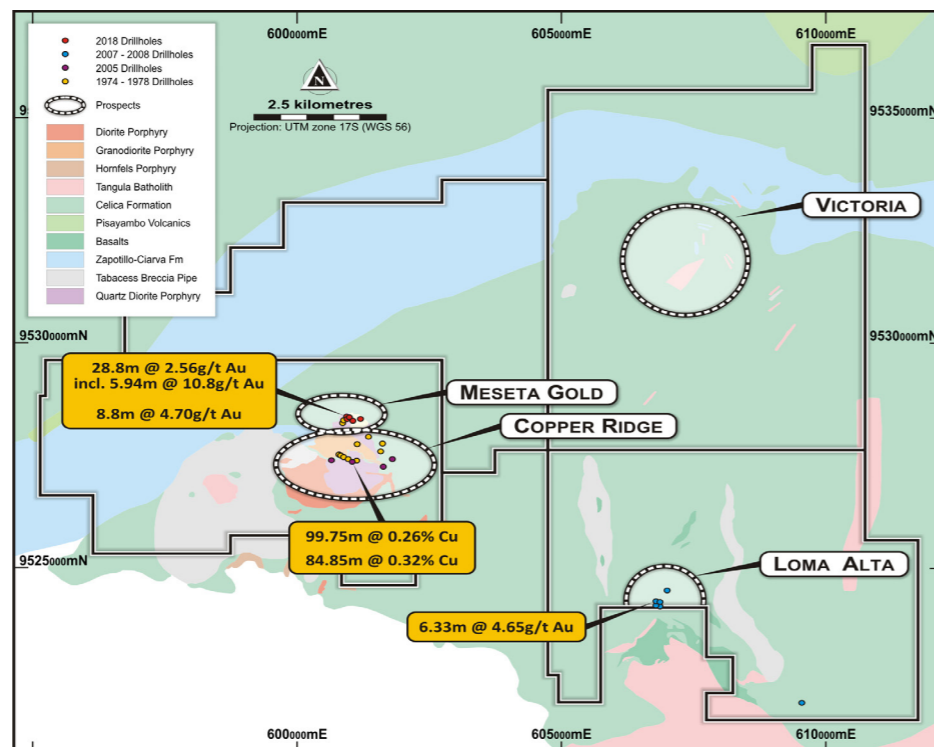 600000mE
605000mE
610000mE
2018 Drillholes
2007 - 2008 Drillholes
2005 Drillholes
1974 - 1978 Drillholes
Prospects
Diorite Porphyry
Granodiorite Porphyry
Hornfels Porphyry
Tangula Batholith
Celica Formation
Pisayambo Volcanics
Basalts
Zapotillo-Ciarva Fm
Tabacess Breccia Pipe
Quartz Diorite Porphyry
N
2.5 kilometres
Projection: UTM zone 17S (WGS 56)
9535000mN
VICTORIA
9530000mN
28.8m @ 2.56g/t Au
incl. 5.94m @ 10.8g/t Au
8.8m @ 4.70g/t Au
MESETA GOLD
COPPER RIDGE
99.75m @ 0.26% Cu
84.85m @ 0.32% Cu
9525000mN
LOMA ALTA
6.33m @ 4.65g/t Au
600000mE
605000mE
610000mE